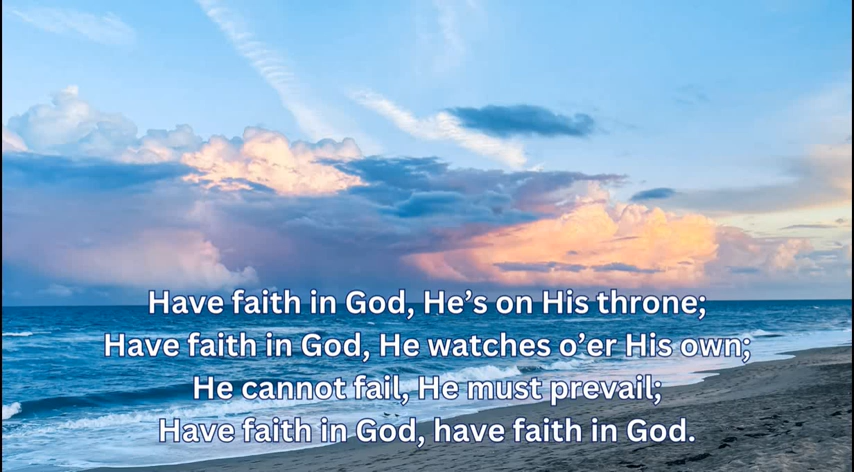 Have faith in God, He’s on His throne;
Have faith in God, He watches o’er His own;
He cannot fail, He must prevail;
Have faith in God, have faith in God.